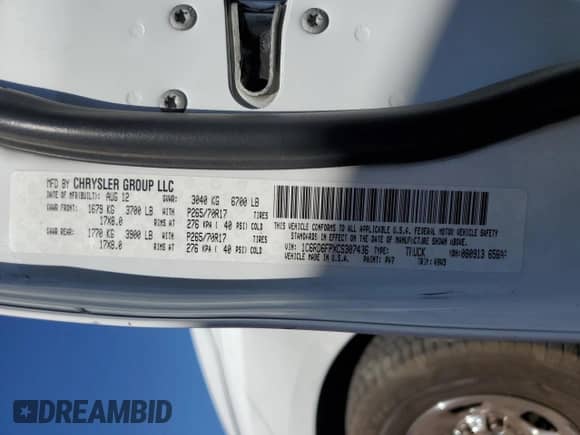 MFD BY CHRYSLER GROUP LLC
DATE OF MFR(BUILT): AUG 12 GVWR: 3040 KG 6700 LB
GAWR FRONT: 1679 KG 3700 LB WITH P265/70R17 TIRES
17X8.0 RIMS AT 276 KPA ( 40 PSI) COLD
GAWR REAR: 1770 KG 3900 LB WITH P265/70R17 TIRES
17X8.0 RIMS AT 276 KPA ( 40 PSI) COLD
THIS VEHICLE CONFORMS TO ALL APPLICABLE U.S.A. FEDERAL MOTOR VEHICLE SAFETY
STANDARDS IN EFFECT ON THE DATE OF MANUFACTURE SHOWN ABOVE.
VIN: 1C6RD6FPXCS307436 TYPE: TRUCK
VEHICLE MADE IN U.S.A. PAINT: PW7
DREAMBID